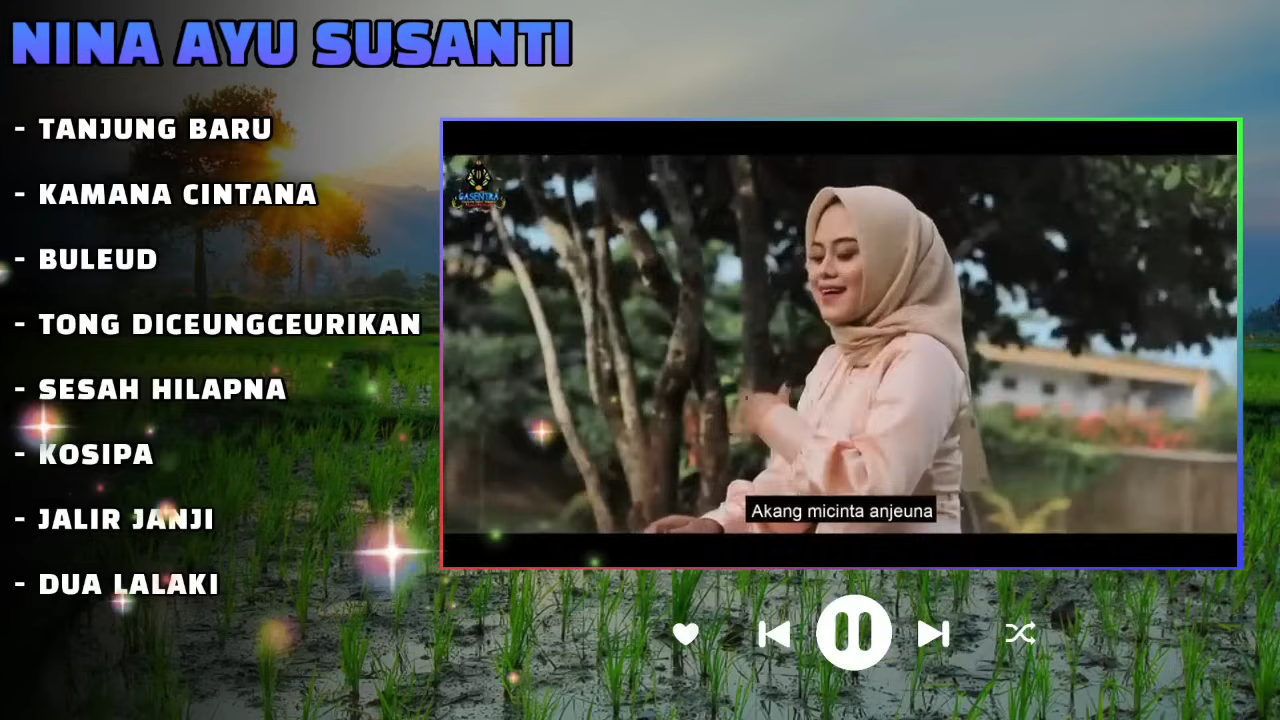 NINA AYU SUSANTI
- TANJUNG BARU
- KAMANA CINTANA
- BULEUD
- TONG DICEUNGCEURIKAN
- SESAH HILAPNA
- KOSIPA
- JALIR JANJI
- DUA LALAKI
GASENTRA
Akang micinta anjeuna